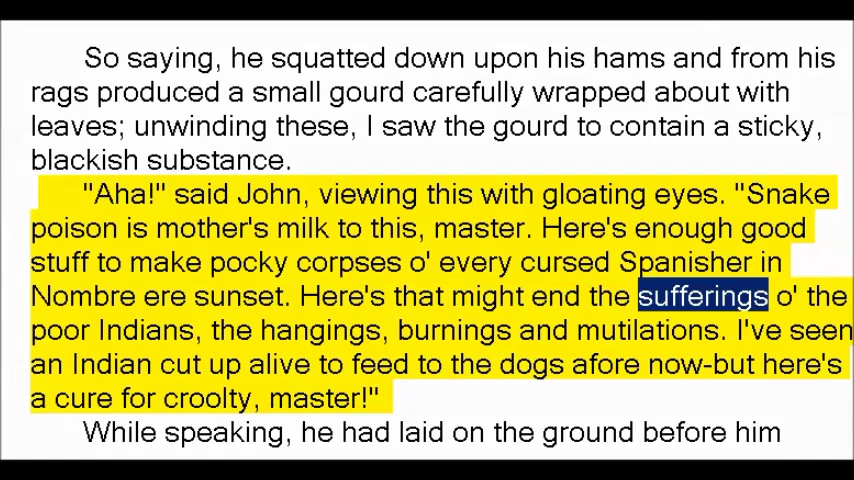 So saying, he squatted down upon his hams and from his
rags produced a small gourd carefully wrapped about with
leaves; unwinding these, I saw the gourd to contain a sticky,
blackish substance.
"Aha!" said John, viewing this with gloating eyes. "Snake
poison is mother's milk to this, master. Here's enough good
stuff to make pocky corpses o' every cursed Spanisher in
Nombre ere sunset. Here's that might end the sufferings o' the
poor Indians, the hangings, burnings and mutilations. I've seen
an Indian cut up alive to feed to the dogs afore now-but here's
a cure for croolty, master!"
While speaking, he had laid on the ground before him